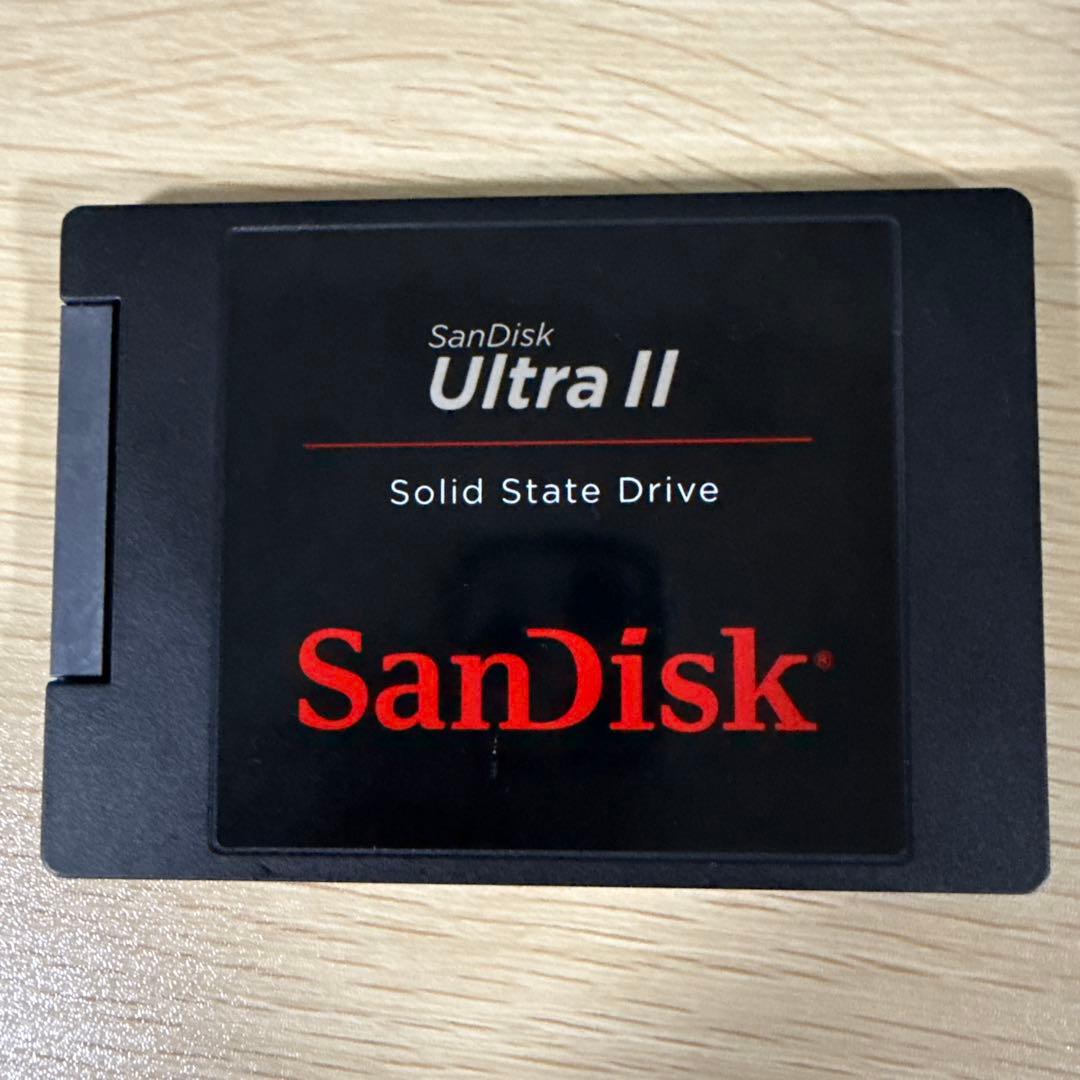 SanDisk
Ultra II
Solid State Drive
SanDisk®